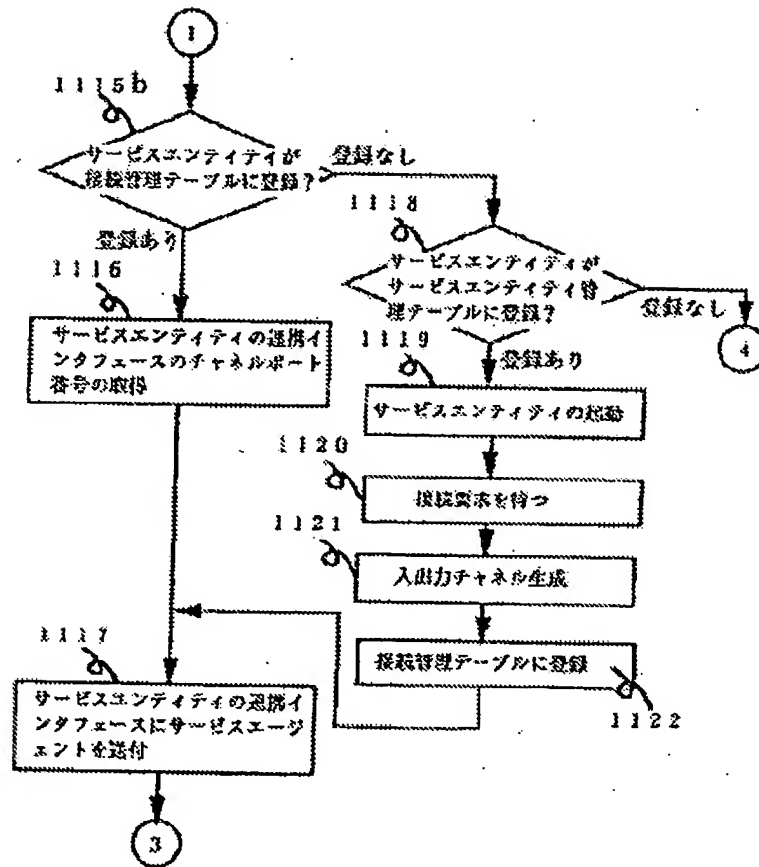 1
1115b
サービスエンティティが
接続管理テーブルに登録？
登録なし
登録あり
1116
サービスエンティティの連携イ
ンタフェースのチャネルポート
番号の取得
1118
サービスエンティティが
サービスエンティティ管
理テーブルに登録？
登録なし
4
登録あり
1119
サービスエンティティの起動
1120
接続要求を待つ
1121
入出力チャネル生成
接続管理テーブルに登録
1122
1117
サービスエンティティの連携イ
ンタフェースにサービスエージ
ェントを送付
3